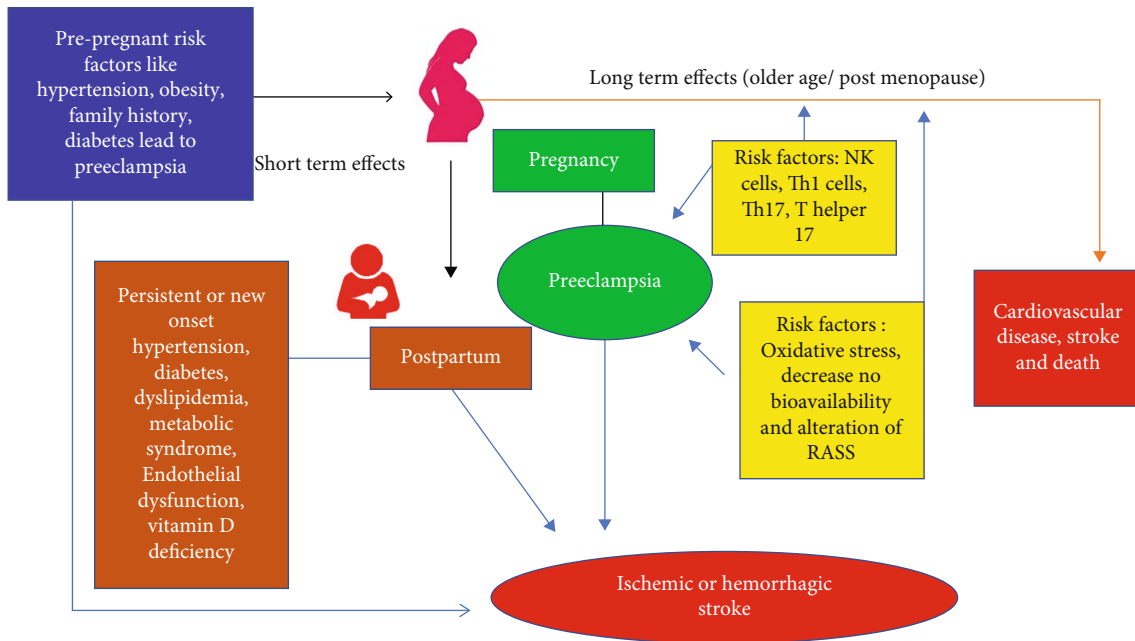 Pre-pregnant risk
factors like
hypertension, obesity,
family history,
diabetes lead to
preeclampsia
Long term effects (older age/ post menopause)
Short term effects
Pregnancy
Risk factors: NK
cells, Th1 cells,
Th17, T helper
17
Preeclampsia
Persistent or new
onset
hypertension,
diabetes,
dyslipidemia,
metabolic
syndrome,
Endothelial
dysfunction,
vitamin D
deficiency
Postpartum
Risk factors :
Oxidative stress,
decrease no
bioavailability
and alteration of
RASS
Cardiovascular
disease, stroke
and death
Ischemic or hemorrhagic
stroke